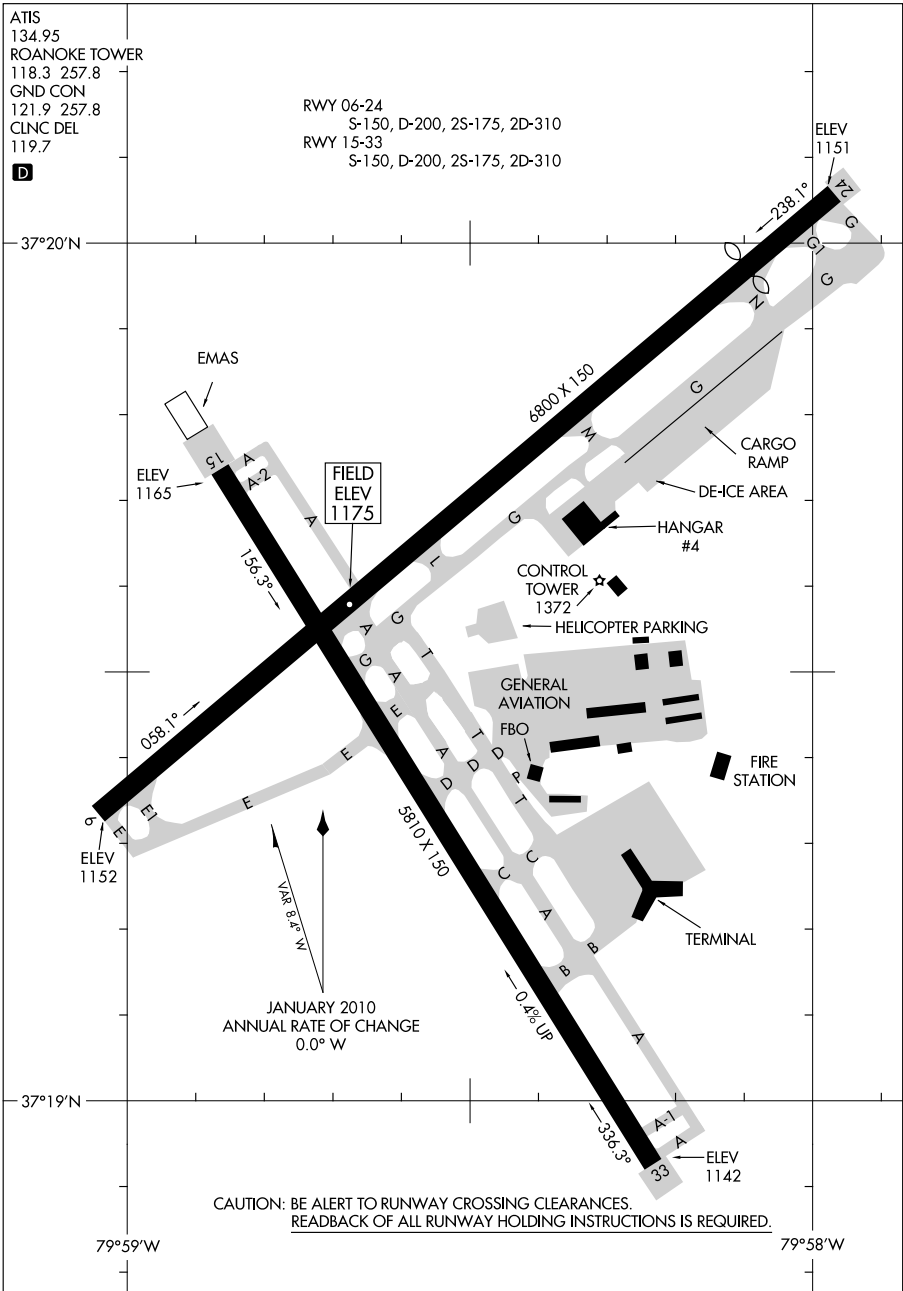 ATIS
134.95
ROANOKE TOWER
118.3 257.8
GND CON
121.9 257.8
CLNC DEL
119.7
D
RWY 06-24
S-150, D-200, 2S-175, 2D-310
RWY 15-33
S-150, D-200, 2S-175, 2D-310
ELEV
1151
24
238.1°
G
G1
G
N
37°20'N
EMAS
6800 X 150
G
W
CARGO
RAMP
DE-ICE AREA
15
A
A-2
ELEV
1165
FIELD
ELEV
1175
A
G
HANGAR
#4
L
156.3°
CONTROL
TOWER
1372
HELICOPTER PARKING
A
G
G
T
A
E
E
GENERAL
AVIATION
FBO
058.1°
T
A
D
D
D
P
T
FIRE
STATION
E
E
E1
E
6
ELEV
1152
5810 X 150
VAR 8.4° W
C
C
A
TERMINAL
B
B
JANUARY 2010
ANNUAL RATE OF CHANGE
0.0° W
0.4% UP
A
37°19'N
A-1
A
336.3°
33
ELEV
1142
CAUTION: BE ALERT TO RUNWAY CROSSING CLEARANCES.
READBACK OF ALL RUNWAY HOLDING INSTRUCTIONS IS REQUIRED.
79°59'W
79°58'W